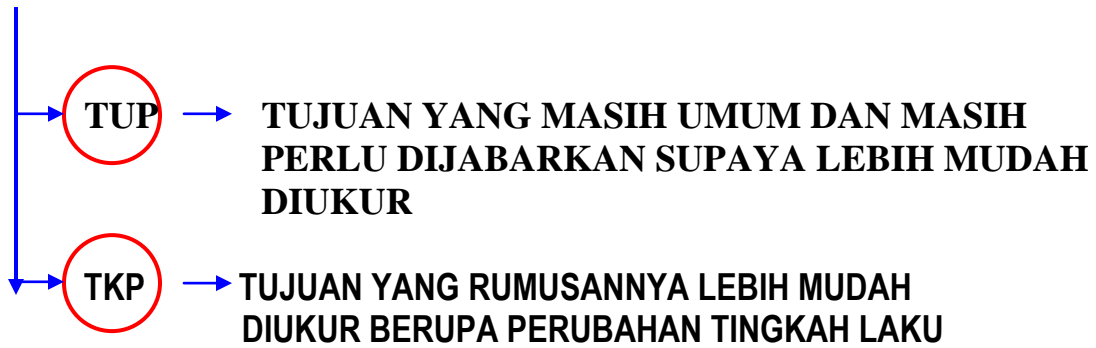 TUP TUJUAN YANG MASIH UMUM DAN MASIH
PERLU DIJABARKAN SUPAYA LEBIH MUDAH
DIUKUR
TKP TUJUAN YANG RUMUSANNYA LEBIH MUDAH
DIUKUR BERUPA PERUBAHAN TINGKAH LAKU